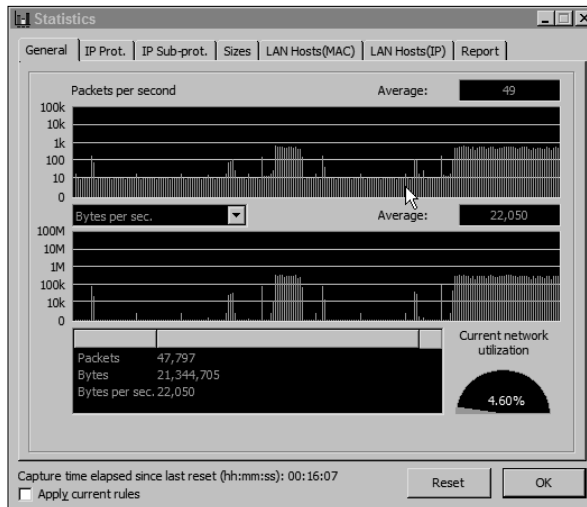 Statistics
General IP Prot. IP Sub-prot. Sizes LAN Hosts(MAC) LAN Hosts(IP) Report
Packets per second Average: 49
100k
10k
1k
100
10
0
Bytes per sec. Average: 22,050
100M
10M
1M
100k
10k
0
Packets 47,797
Bytes 21,344,705
Bytes per sec. 22,050
Current network
utilization
4.60%
Capture time elapsed since last reset (hh:mm:ss): 00:16:07
Apply current rules
Reset OK